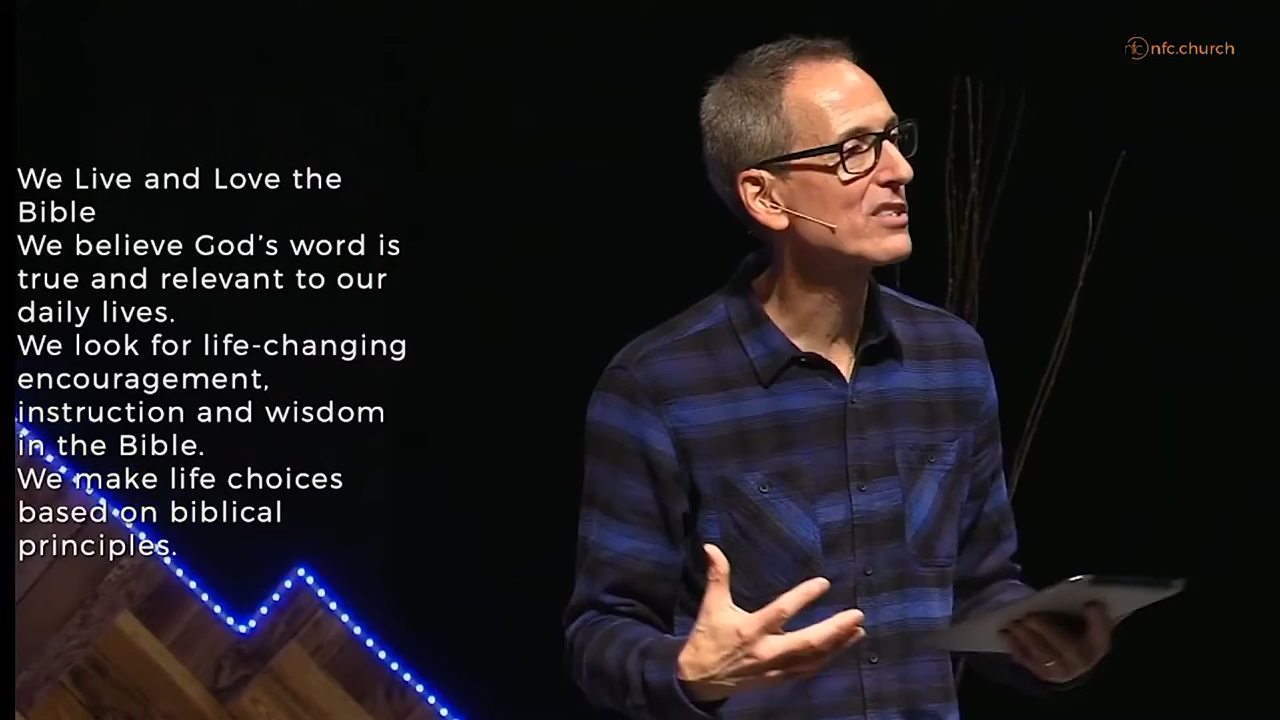 nfc nfc.church
We Live and Love the
Bible
We believe God’s word is
true and relevant to our
daily lives.
We look for life-changing
encouragement,
instruction and wisdom
in the Bible.
We make life choices
based on biblical
principles.